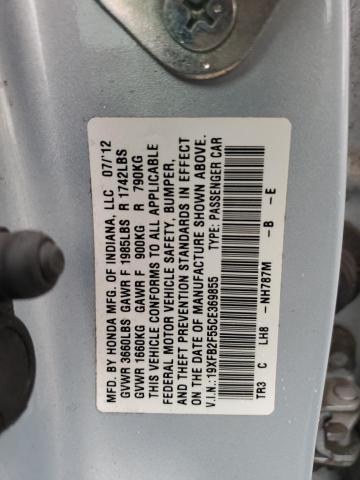 MFD. BY HONDA MFG. OF INDIANA, LLC 07/'12
GVWR 3660LBS GAWR F 1985LBS R 1742LBS
GVWR 1660KG GAWR F 900KG R 790KG
THIS VEHICLE CONFORMS TO ALL APPLICABLE
FEDERAL MOTOR VEHICLE SAFETY, BUMPER,
AND THEFT PREVENTION STANDARDS IN EFFECT
ON THE DATE OF MANUFACTURE SHOWN ABOVE.
V.I.N.:19XFB2F55CE369855 TYPE: PASSENGER CAR
TR3 C LH8 -NH787M -B -E